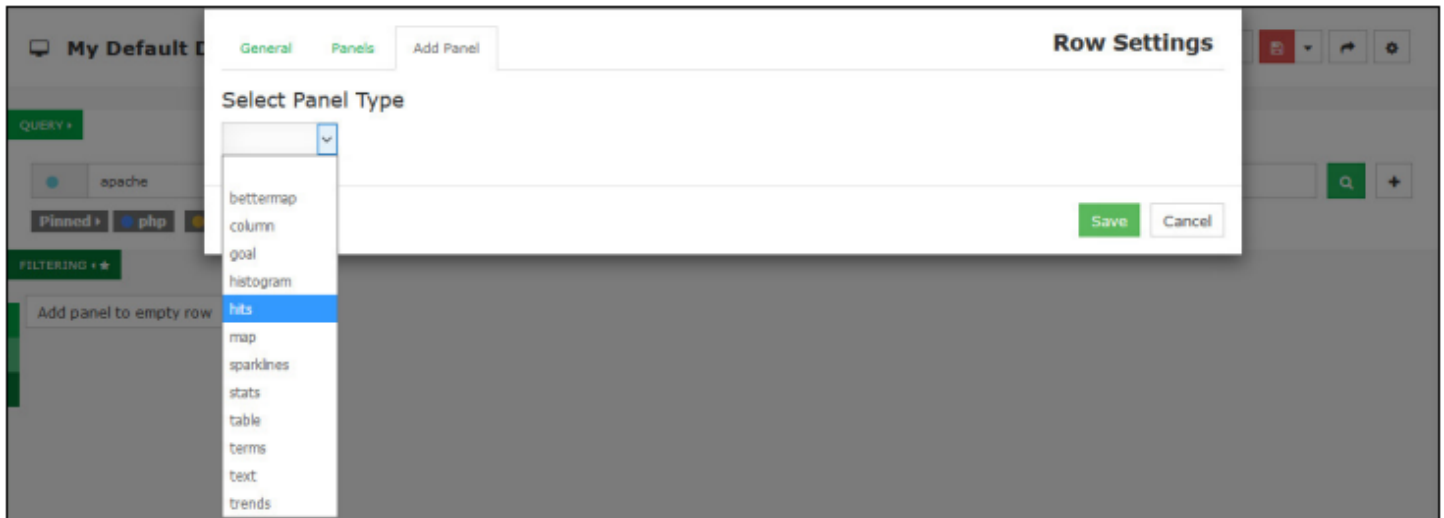 My Default D
General
Panels
Add Panel
Row Settings
Select Panel Type
QUERY
apache
Pinned
php
Save
Cancel
FILTERING
Add panel to empty row
bettermap
column
goal
histogram
hits
map
sparklines
stats
table
terms
text
trends